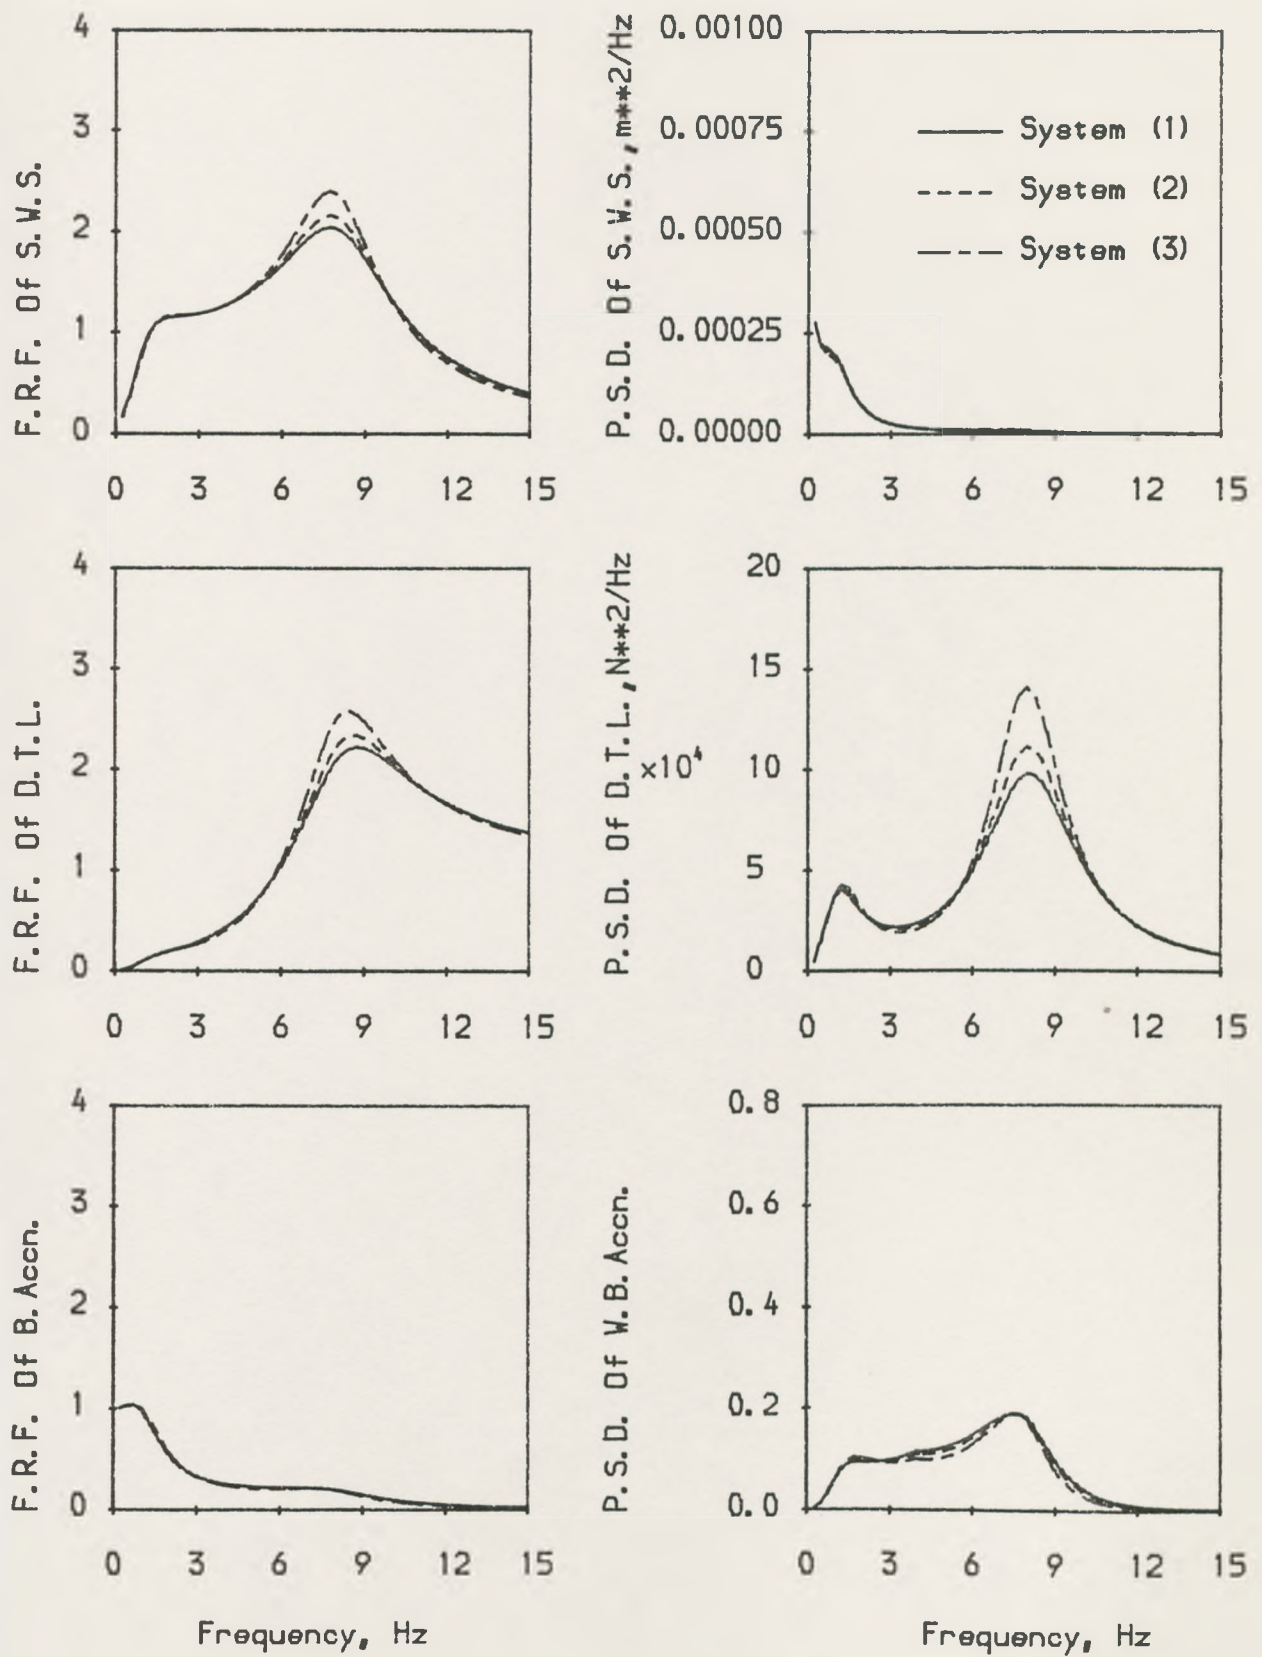 F.R.F. Of S.W.S.
4
3
2
1
0
0 3 6 9 12 15
P.S.D. Of S.W.S.,m**2/Hz
0.00100
0.00075
0.00050
0.00025
0.00000
System (1)
System (2)
System (3)
0 3 6 9 12 15
F.R.F. Of D.T.L.
4
3
2
1
0
0 3 6 9 12 15
P.S.D. Of D.T.L.,N**2/Hz
×10⁴
20
15
10
5
0
0 3 6 9 12 15
F.R.F. Of B.Accn.
4
3
2
1
0
0 3 6 9 12 15
Frequency, Hz
P.S.D. Of W.B.Accn.
0.8
0.6
0.4
0.2
0.0
0 3 6 9 12 15
Frequency, Hz